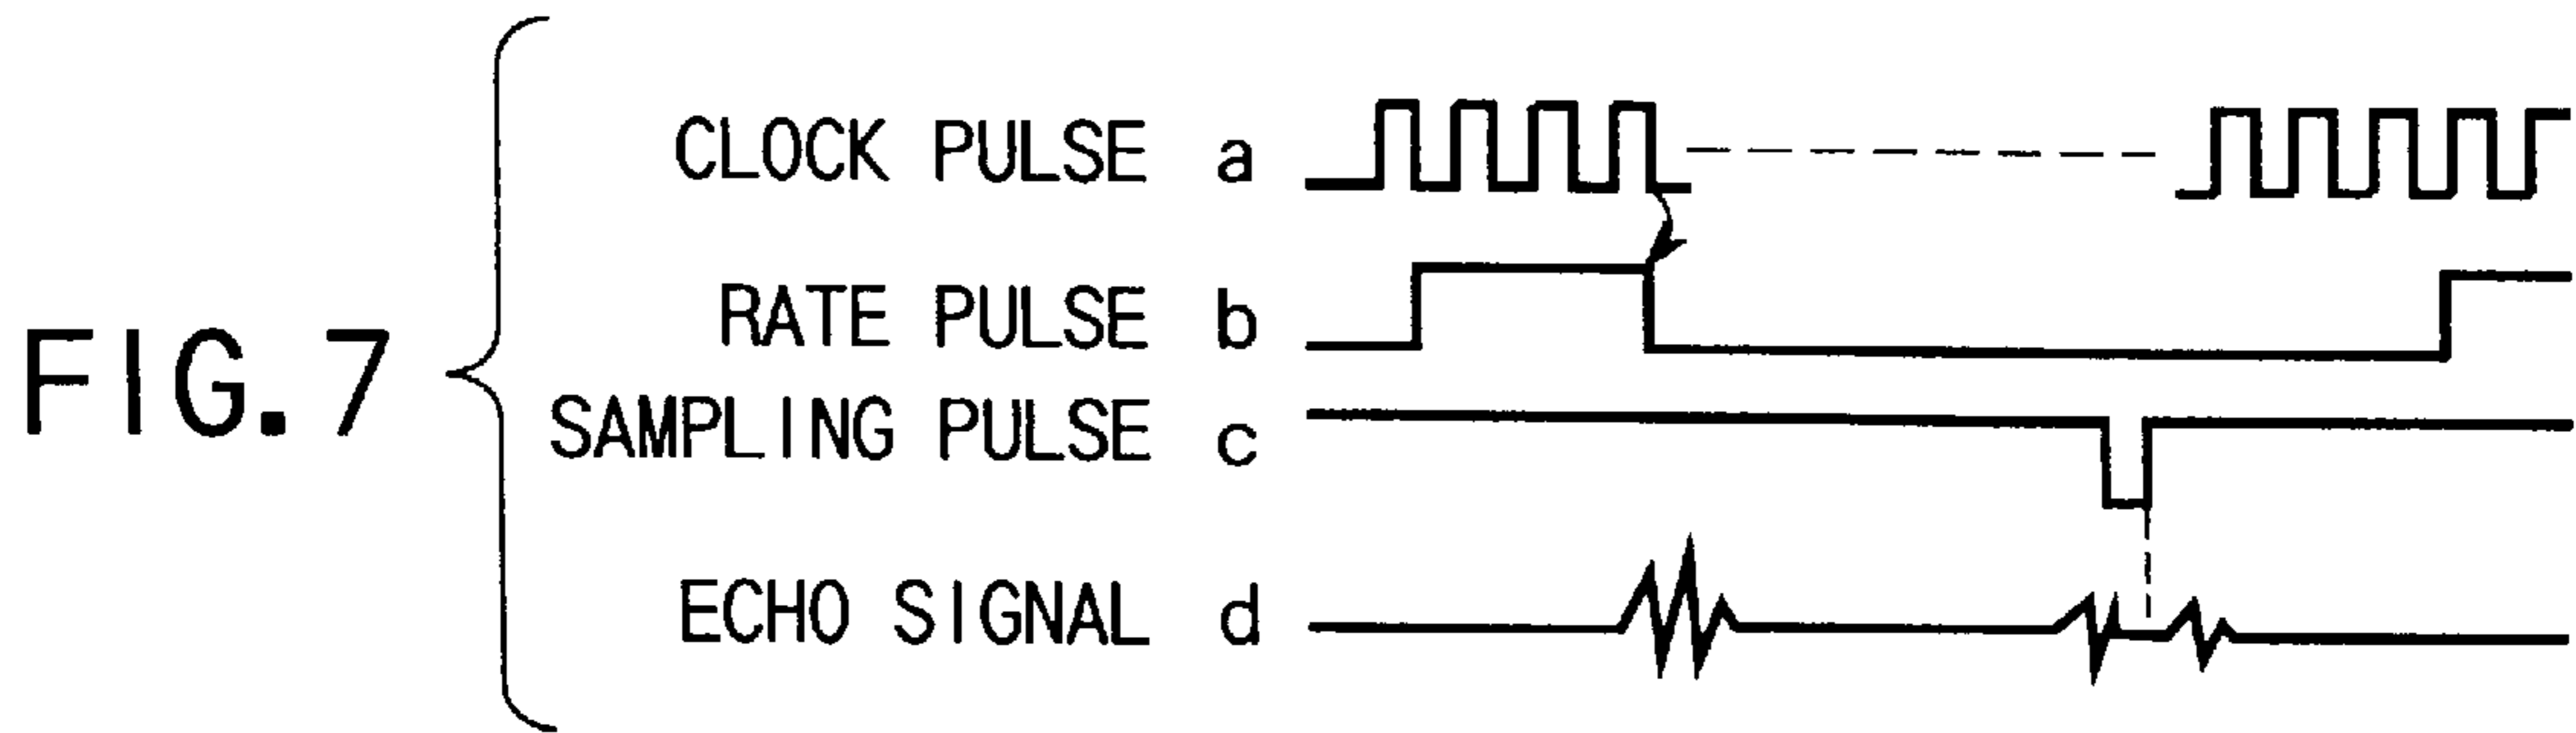 FIG. 7
CLOCK PULSE a
RATE PULSE b
SAMPLING PULSE c
ECHO SIGNAL d